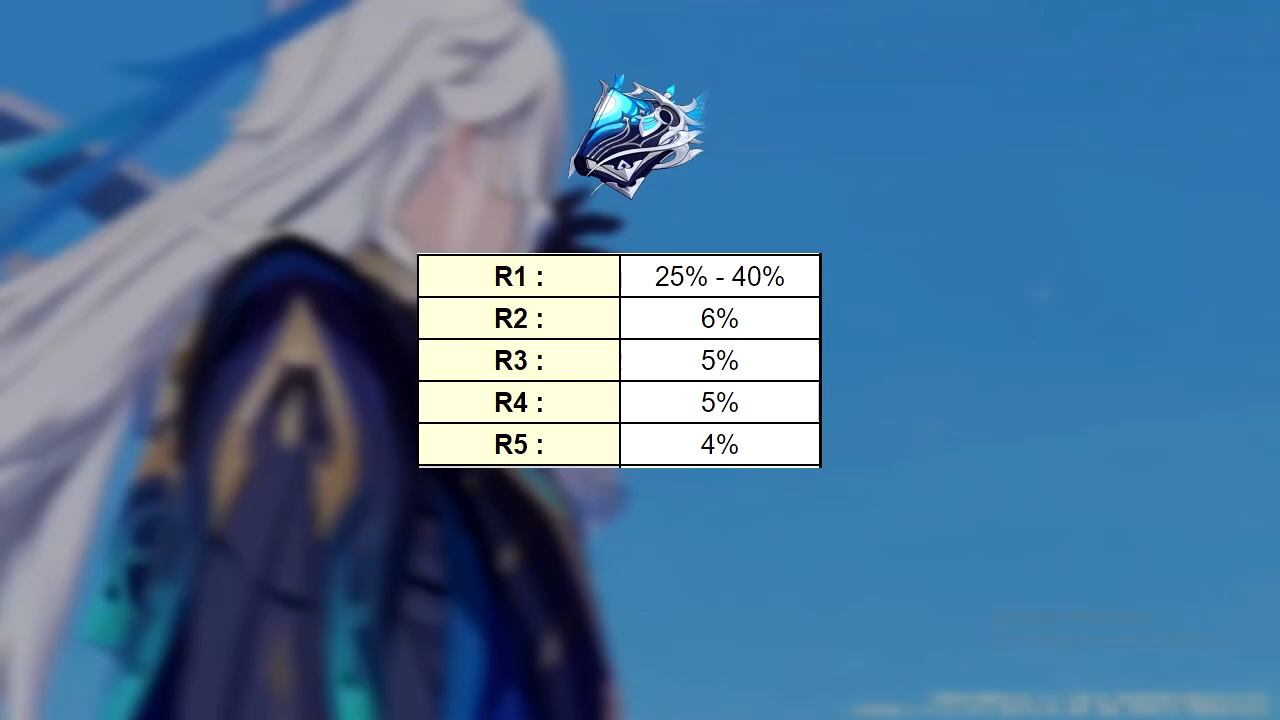 R1 : 25% - 40%
R2 : 6%
R3 : 5%
R4 : 5%
R5 : 4%